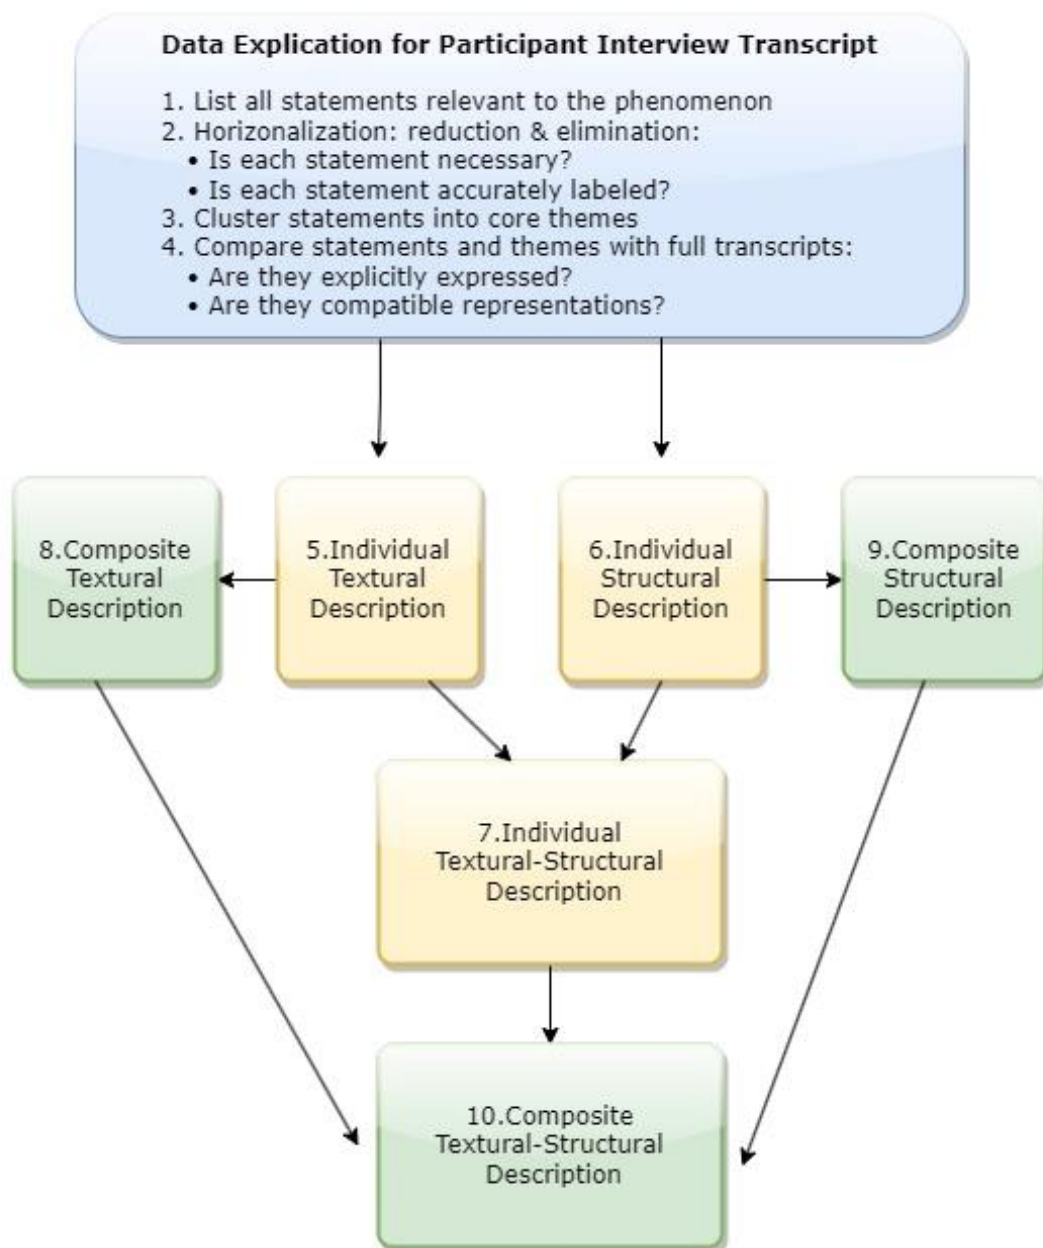 Data Explication for Participant Interview Transcript
1. List all statements relevant to the phenomenon
2. Horizonalization: reduction & elimination:
• Is each statement necessary?
• Is each statement accurately labeled?
3. Cluster statements into core themes
4. Compare statements and themes with full transcripts:
• Are they explicitly expressed?
• Are they compatible representations?
8.Composite
Textural
Description
5.Individual
Textural
Description
6.Individual
Structural
Description
9.Composite
Structural
Description
7.Individual
Textural-Structural
Description
10.Composite
Textural-Structural
Description